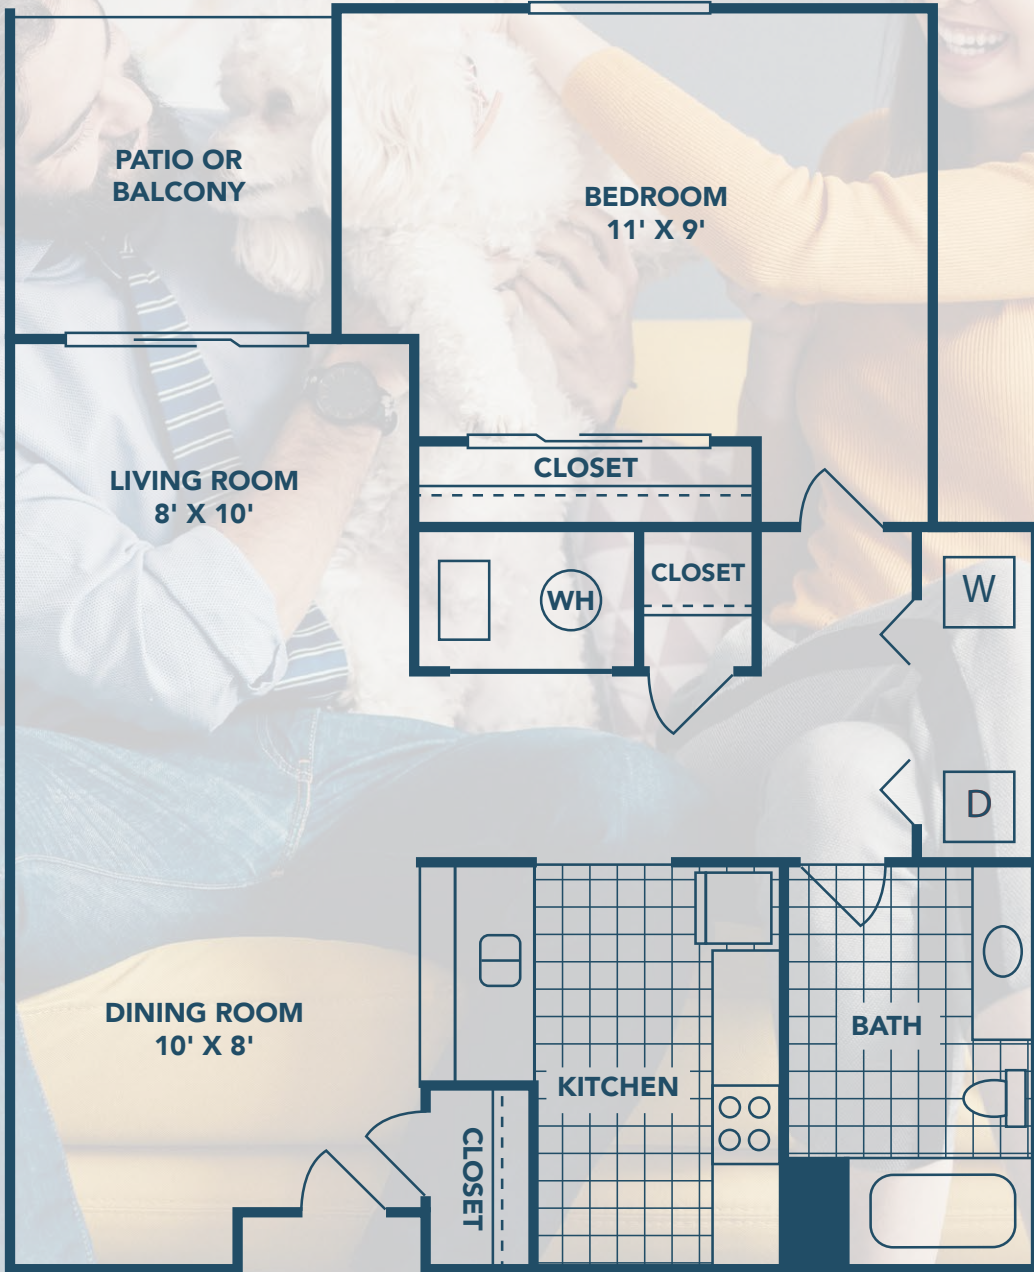 PATIO OR
BALCONY
BEDROOM
11' X 9'
LIVING ROOM
8' X 10'
CLOSET
WH
CLOSET
W
D
DINING ROOM
10' X 8'
KITCHEN
BATH
CLOSET